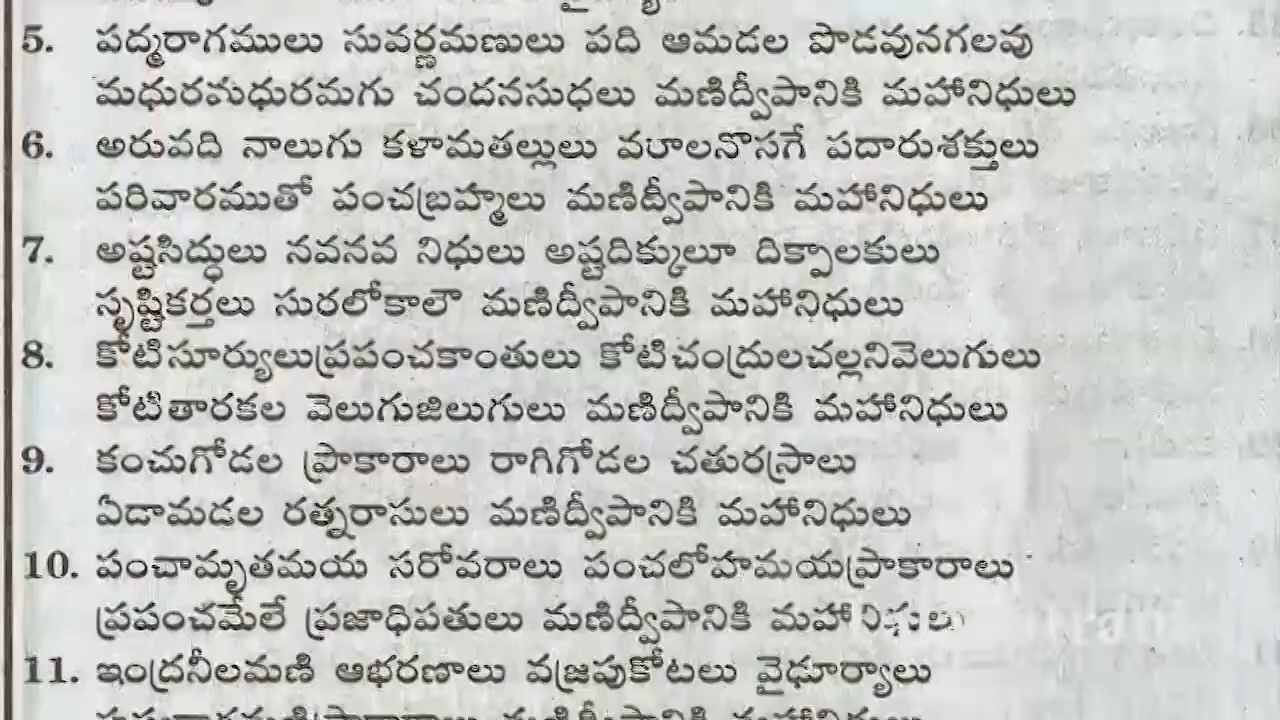 5. పద్మరాగములు సువర్ణమణులు పది ఆమడల పొడవునగలవు
మధురమధురమగు చందనసుధలు మణిద్వీపానికి మహానిధులు
6. అరువది నాలుగు కళామతల్లులు వరాలనొసగే పదారుశక్తులు
పరివారముతో పంచబ్రహ్మలు మణిద్వీపానికి మహానిధులు
7. అష్టసిద్ధులు నవనవ నిధులు అష్టదిక్కులూ దిక్పాలకులు
సృష్టికర్తలు సురలోకాలౌ మణిద్వీపానికి మహానిధులు
8. కోటిసూర్యులుప్రపంచకాంతులు కోటిచంద్రులచల్లనివెలుగులు
కోటితారకల వెలుగుజిలుగులు మణిద్వీపానికి మహానిధులు
9. కంచుగోడల ప్రాకారాలు రాగిగోడల చతురస్రాలు
ఏడామడల రత్నరాసులు మణిద్వీపానికి మహానిధులు
10. పంచామృతమయ సరోవరాలు పంచలోహమయప్రాకారాలు
ప్రపంచమేలే ప్రజాధిపతులు మణిద్వీపానికి మహానిధులు
11. ఇంద్రనీలమణి ఆభరణాలు వజ్రపుకోటలు వైఢూర్యాలు